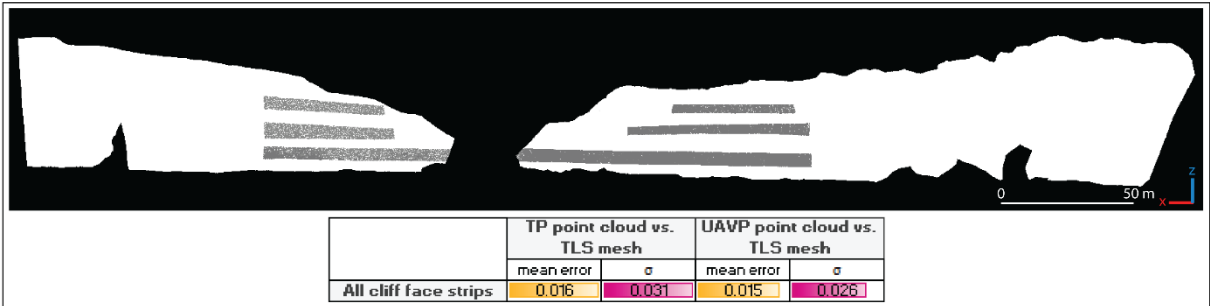 z
0 50 m x
TP point cloud vs. TLS mesh UAVP point cloud vs. TLS mesh
mean error σ mean error σ
All cliff face strips 0.016 0.031 0.015 0.026